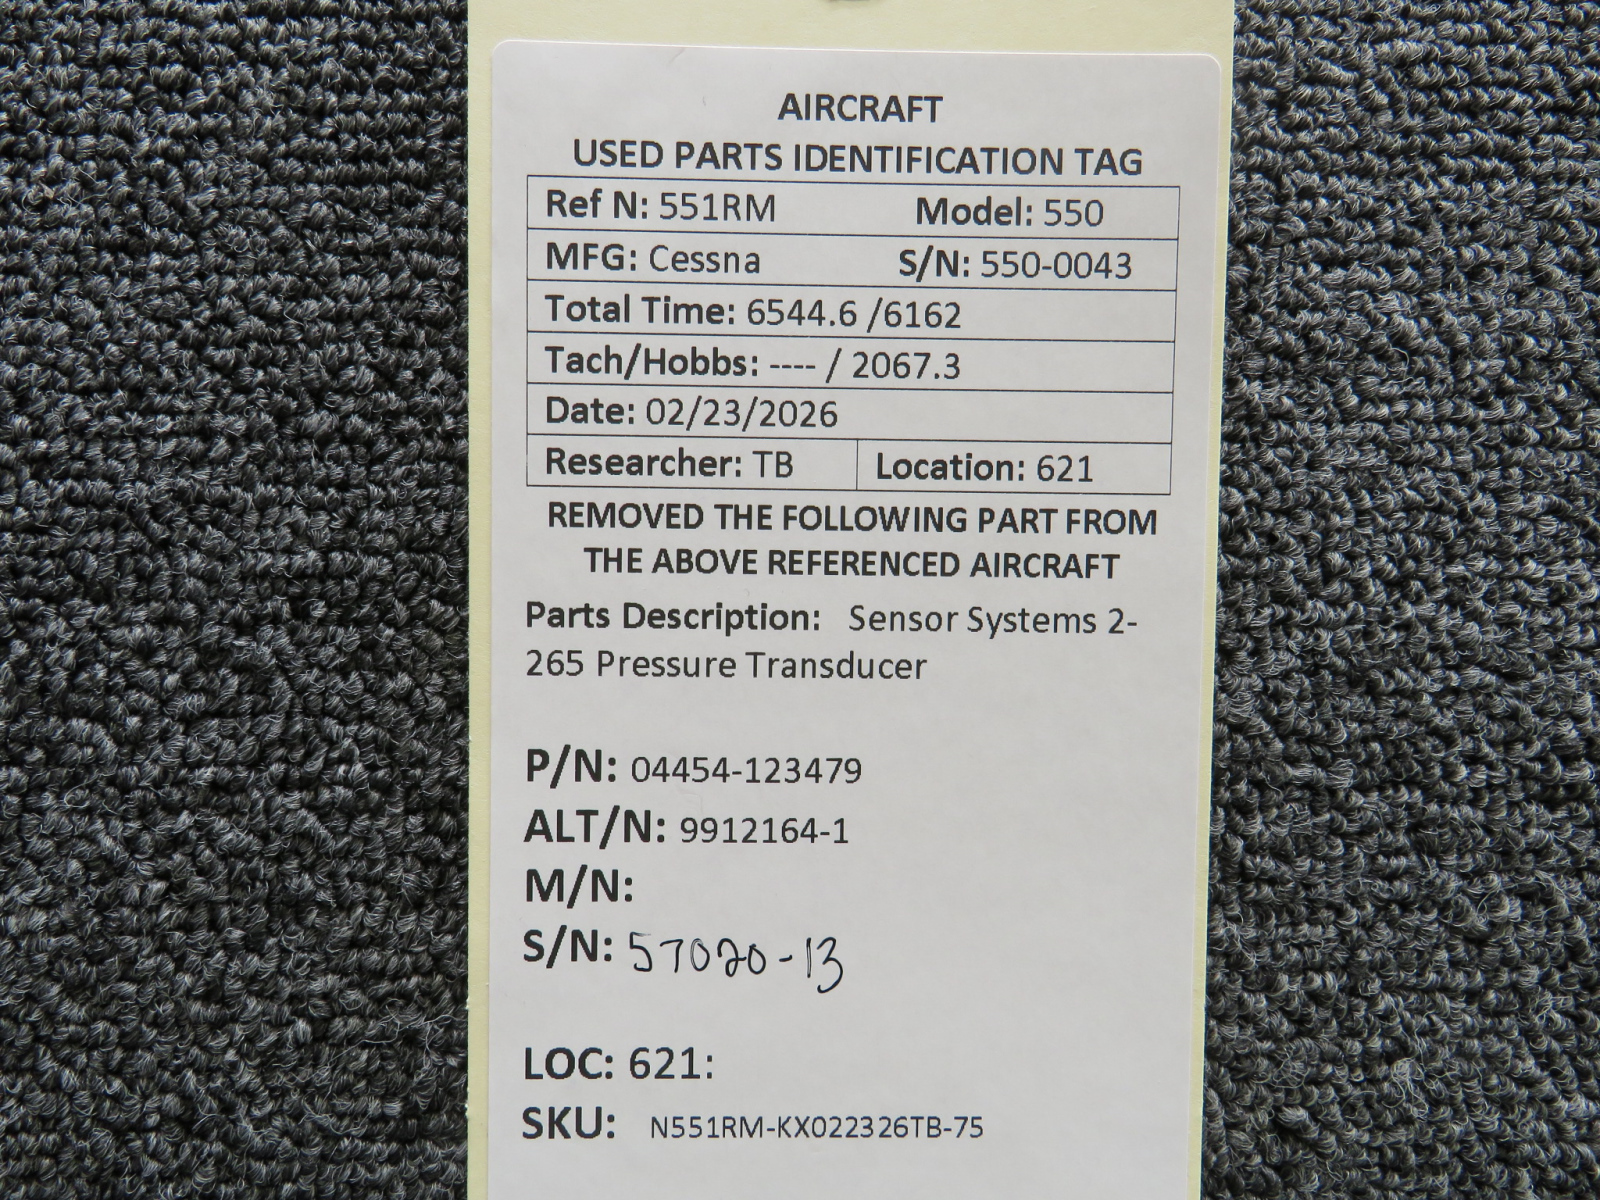 AIRCRAFT
USED PARTS IDENTIFICATION TAG
Ref N: 551RM Model: 550
MFG: Cessna S/N: 550-0043
Total Time: 6544.6 /6162
Tach/Hobbs: ---- / 2067.3
Date: 02/23/2026
Researcher: TB Location: 621
REMOVED THE FOLLOWING PART FROM
THE ABOVE REFERENCED AIRCRAFT
Parts Description: Sensor Systems 2-
265 Pressure Transducer
P/N: 04454-123479
ALT/N: 9912164-1
M/N:
S/N: 57020-13
LOC: 621:
SKU: N551RM-KX022326TB-75